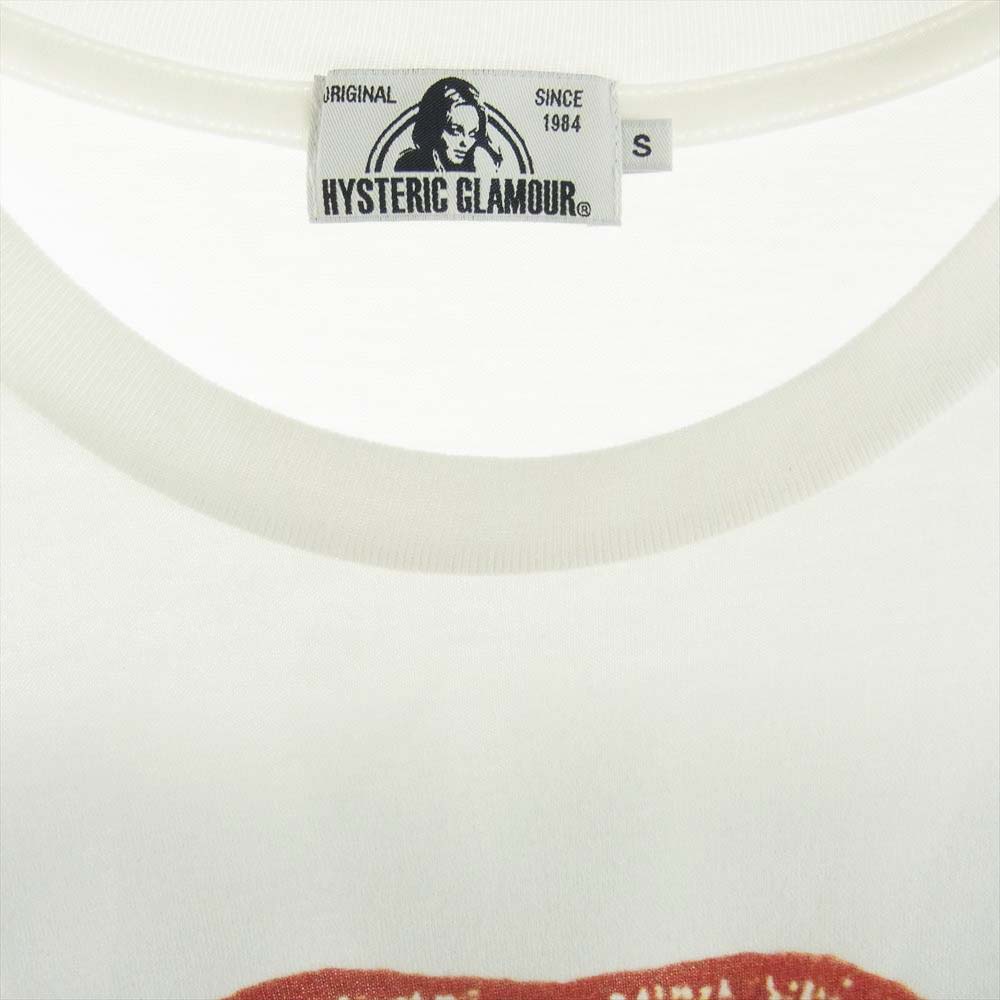 ORIGINAL
SINCE
1984
HYSTERIC GLAMOUR®
S